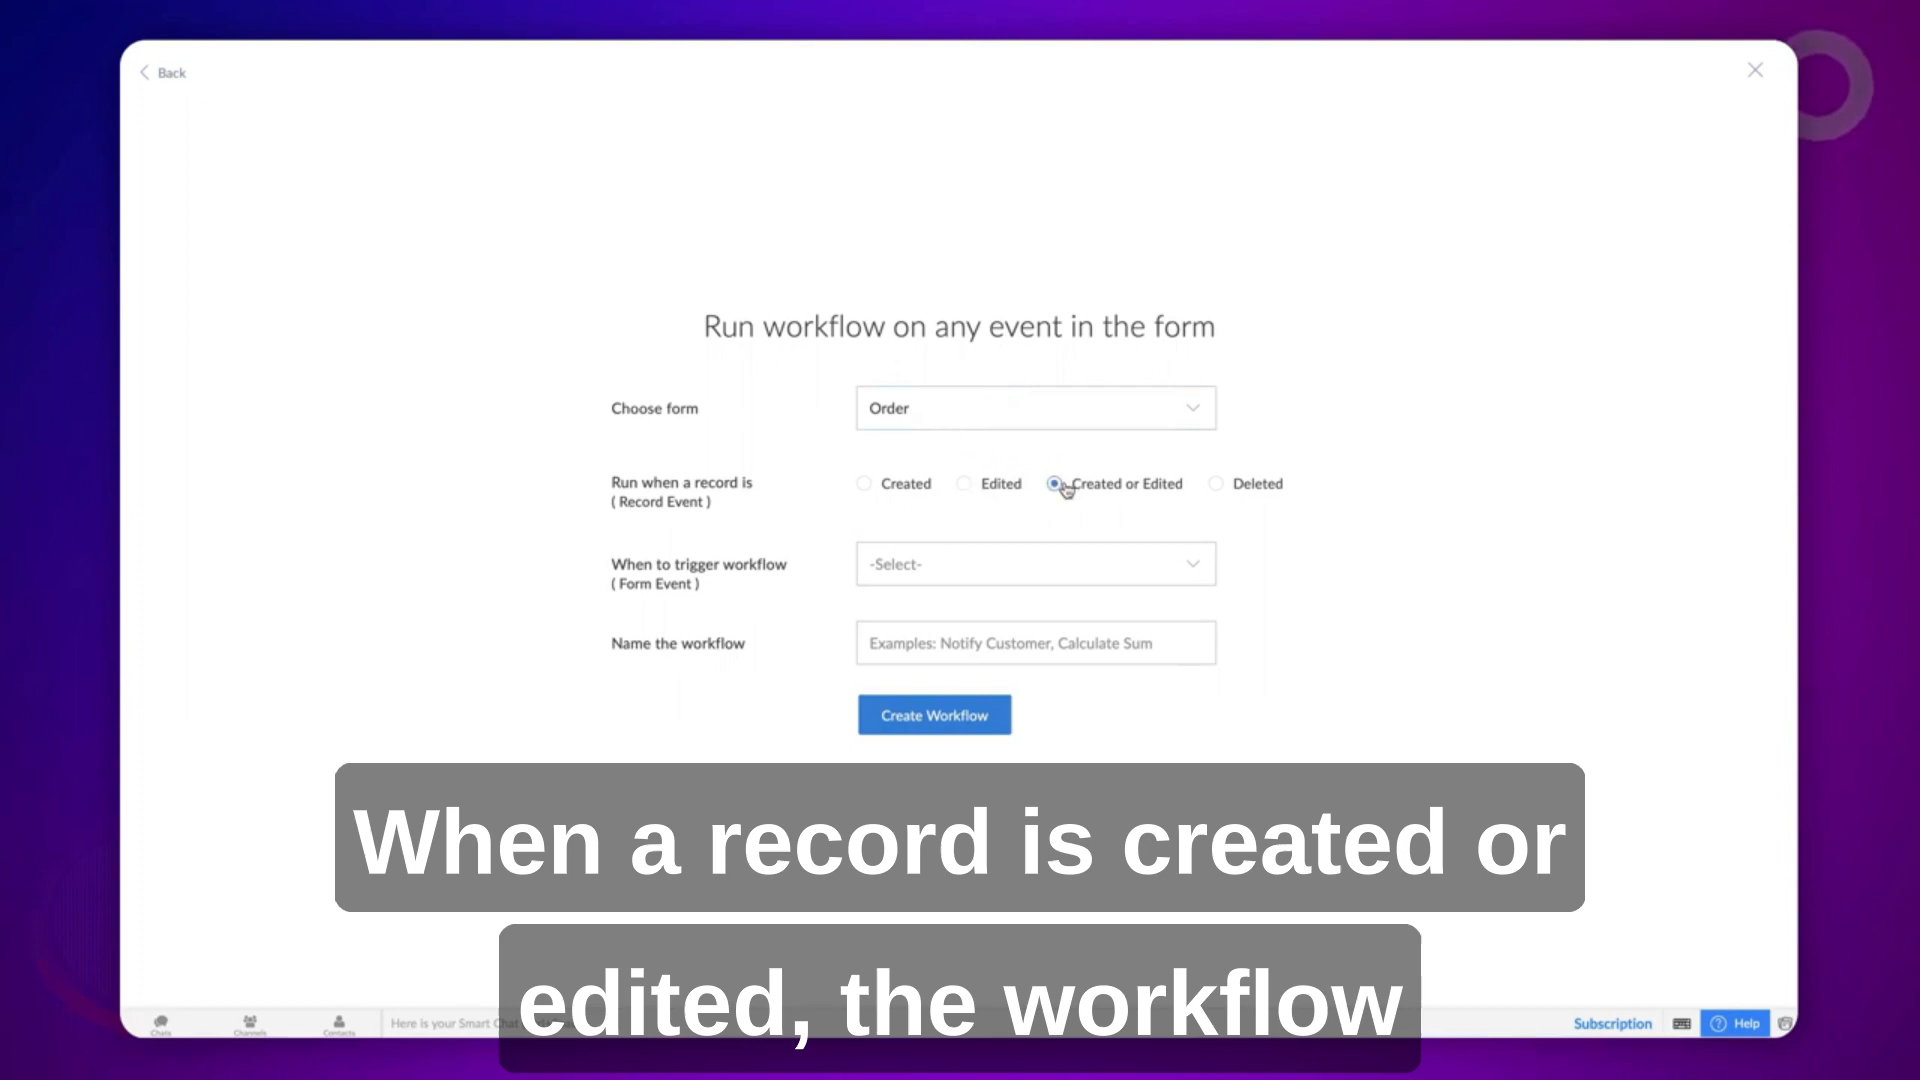 Back
Run workflow on any event in the form
Choose form
Order
Run when a record is
( Record Event )
Created
Edited
Created or Edited
Deleted
When to trigger workflow
( Form Event )
-Select-
Name the workflow
Examples: Notify Customer, Calculate Sum
Create Workflow
When a record is created or
edited, the workflow
Chats
Channels
Contacts
Here is your Smart Chat
Subscription
Help